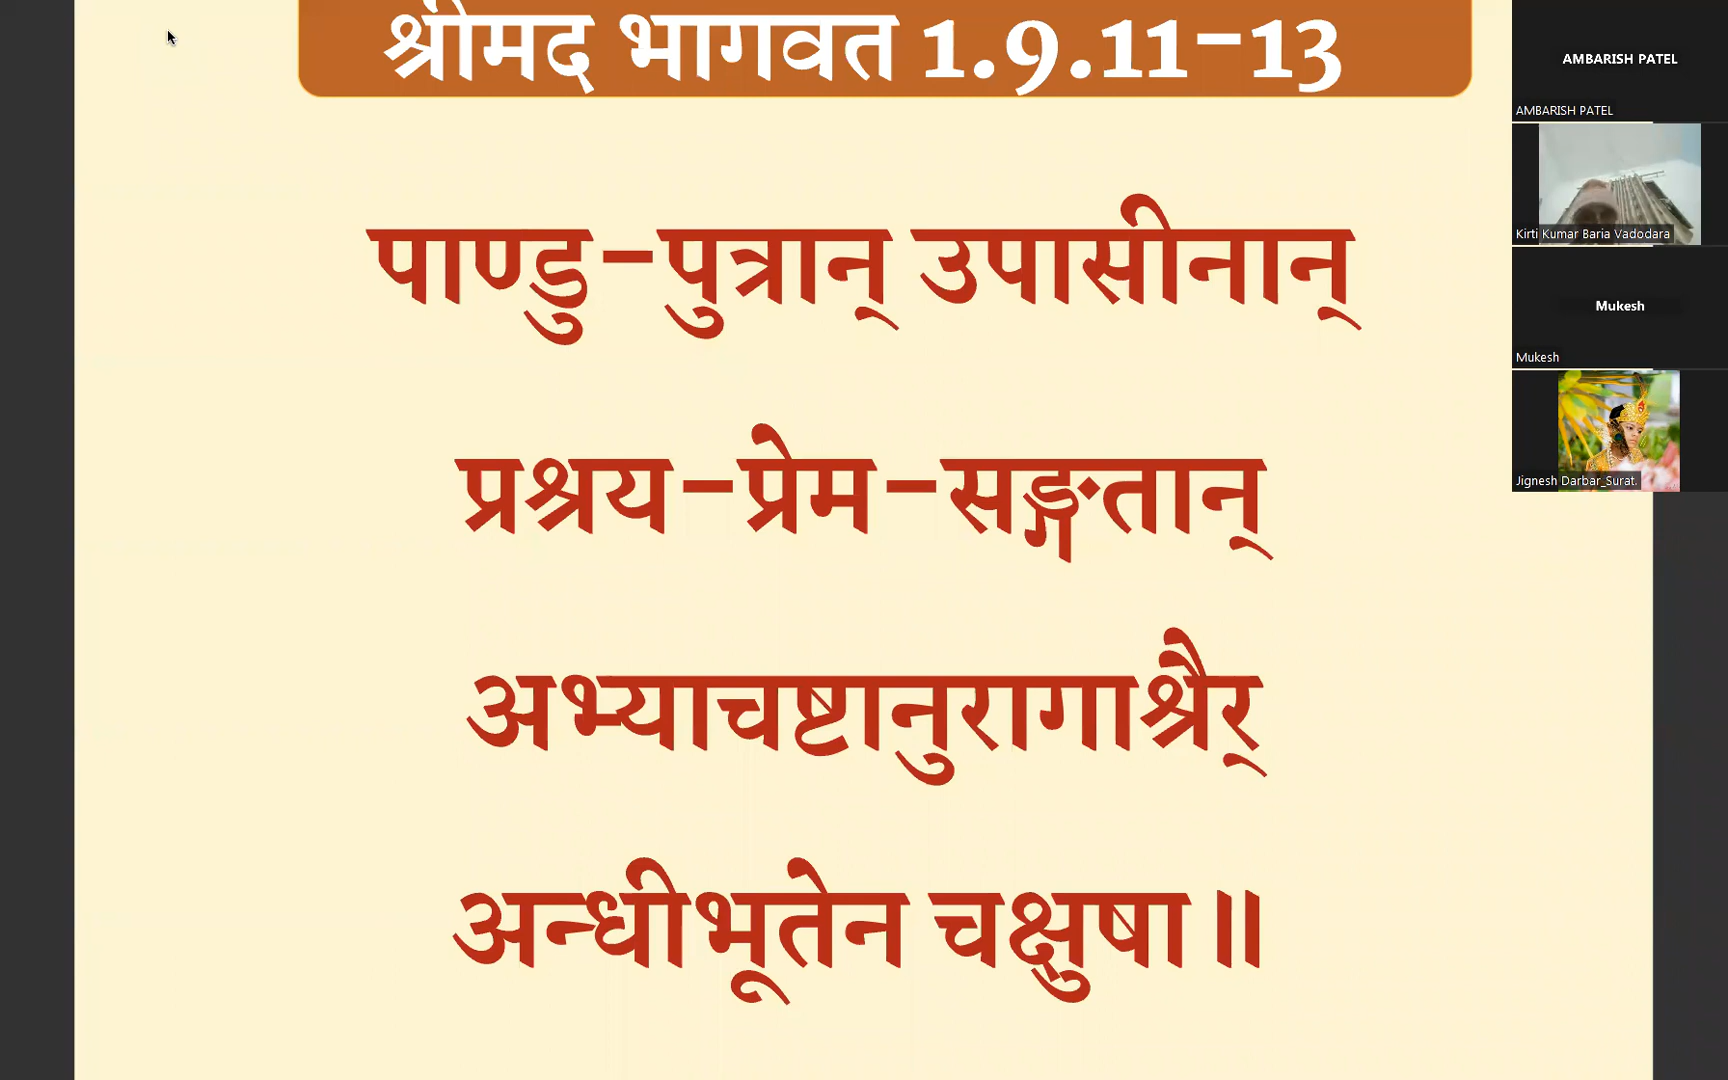 श्रीमद भागवत 1.9.11-13
पाण्डु-पुत्रान् उपासीनान्
प्रश्रय-प्रेम-सङ्गतान्
अभ्याचष्टानुरागाश्रैर्
अन्धीभूतेन चक्षुषा॥
AMBARISH PATEL
AMBARISH PATEL
Kirti Kumar Baria Vadodara
Mukesh
Mukesh
Jignesh Darbar_Surat.